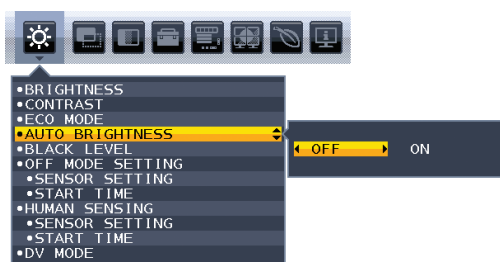 •BRIGHTNESS
•CONTRAST
•ECO MODE
•AUTO BRIGHTNESS
OFF ON
•BLACK LEVEL
•OFF MODE SETTING
•SENSOR SETTING
•START TIME
•HUMAN SENSING
•SENSOR SETTING
•START TIME
•DV MODE